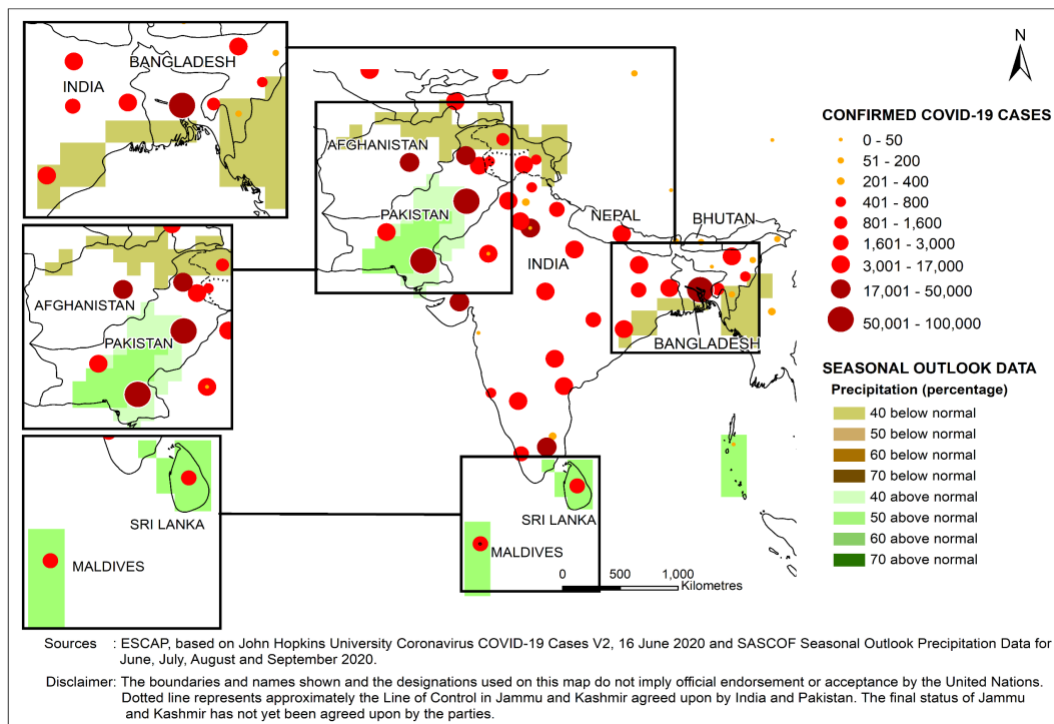 BANGLADESH
INDIA
N
AFGHANISTAN
PAKISTAN
NEPAL
BHUTAN
INDIA
BANGLADESH
AFGHANISTAN
PAKISTAN
SRI LANKA
MALDIVES
SRI LANKA
MALDIVES
0 500 1,000
Kilometres
CONFIRMED COVID-19 CASES
0 - 50
51 - 200
201 - 400
401 - 800
801 - 1,600
1,601 - 3,000
3,001 - 17,000
17,001 - 50,000
50,001 - 100,000
SEASONAL OUTLOOK DATA
Precipitation (percentage)
40 below normal
50 below normal
60 below normal
70 below normal
40 above normal
50 above normal
60 above normal
70 above normal
Sources : ESCAP, based on John Hopkins University Coronavirus COVID-19 Cases V2, 16 June 2020 and SASCOF Seasonal Outlook Precipitation Data for
June, July, August and September 2020.
Disclaimer: The boundaries and names shown and the designations used on this map do not imply official endorsement or acceptance by the United Nations.
Dotted line represents approximately the Line of Control in Jammu and Kashmir agreed upon by India and Pakistan. The final status of Jammu
and Kashmir has not yet been agreed upon by the parties.